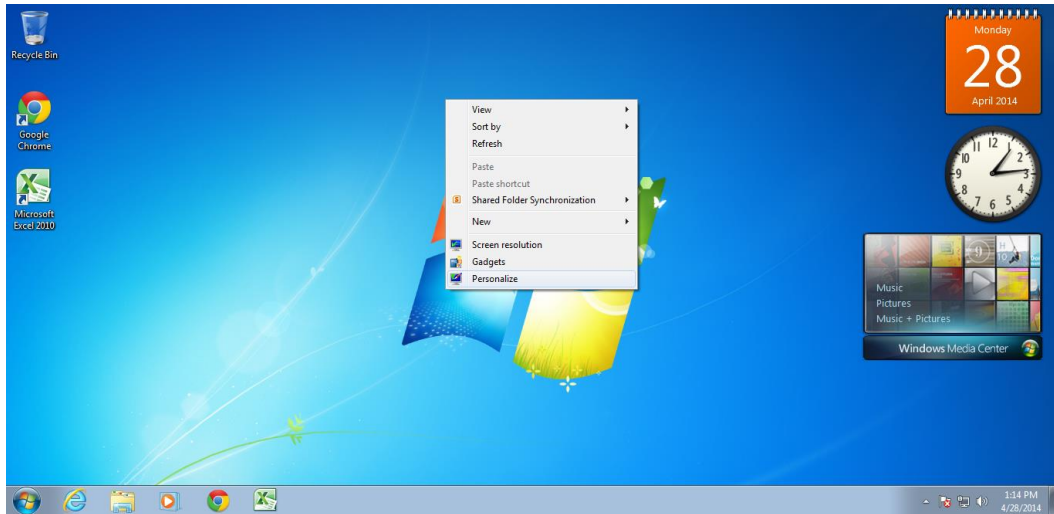 Recycle Bin
Google
Chrome
Microsoft
Excel 2010
View
Sort by
Refresh
Paste
Paste shortcut
Shared Folder Synchronization
New
Screen resolution
Gadgets
Personalize
Monday
28
April 2014
11 12 1
10 2
9 3
8 4
7 6 5
Music
Pictures
Music + Pictures
Windows Media Center
1:14 PM
4/28/2014